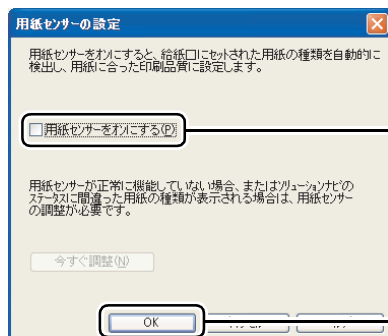 用紙センサーの設定
用紙センサーをオンにすると、給紙口にセットされた用紙の種類を自動的に
検出し、用紙に合った印刷品質に設定します。
用紙センサーをオンにする(P)
用紙センサーが正常に機能していない場合、またはソリューションナビの
ステータスに間違った用紙の種類が表示される場合は、用紙センサー
の調整が必要です。
今すぐ調整(N)
OK